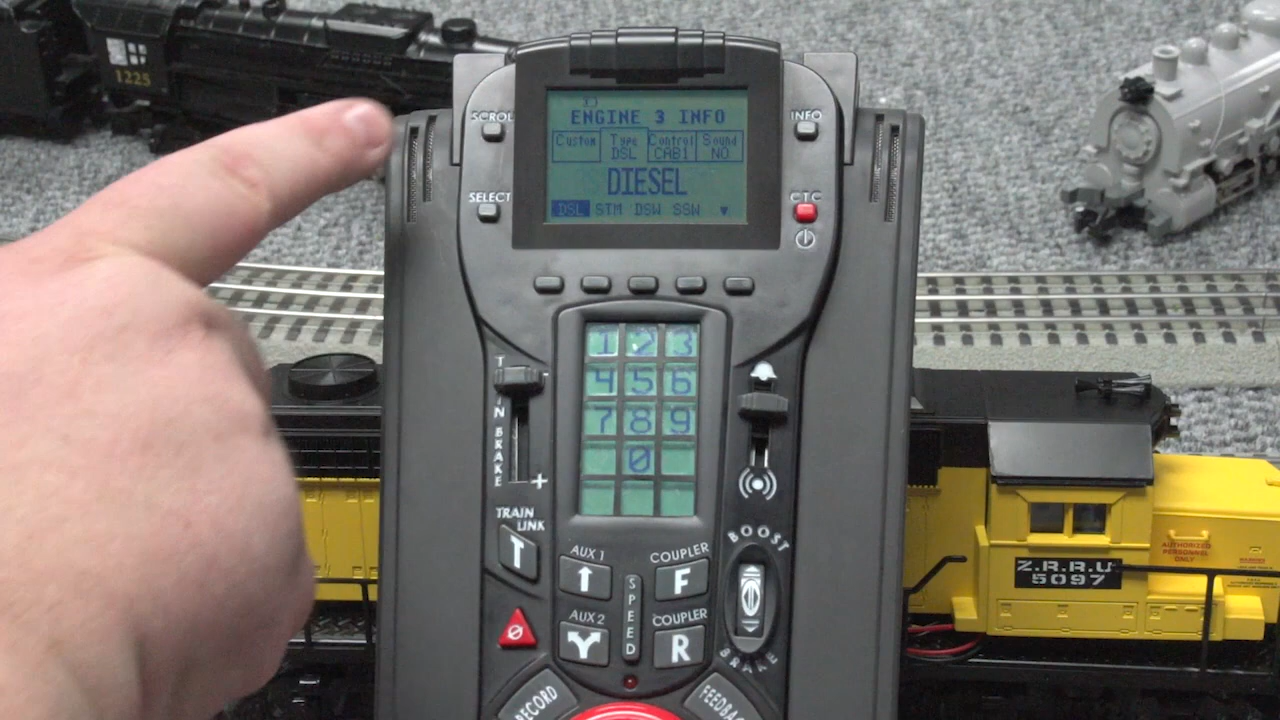 1225
SCROL
INFO
ENGINE 3 INFO
Custom Type Control Sound
DSL CAB1 NO
DIESEL
SELECT
CTC
DSL STM DSW SSW
1 2 3
4 5 6
7 8 9
0
BRAKE
+
TRAIN
LINK
T
AUX 1
COUPLER
F
BOOST
SPEED
AUX 2
COUPLER
R
BRAKE
RECORD
Z.R.R.U
5097
AUTHORIZED
PERSONNEL
ONLY